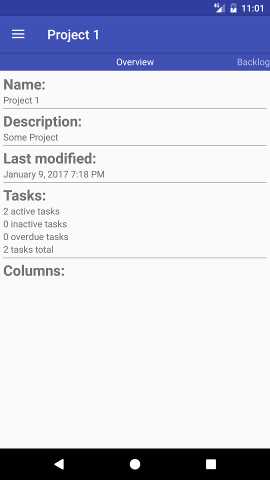 11:01
Project 1
Overview
Backlog
Name:
Project 1
Description:
Some Project
Last modified:
January 9, 2017 7:18 PM
Tasks:
2 active tasks
0 inactive tasks
0 overdue tasks
2 tasks total
Columns: